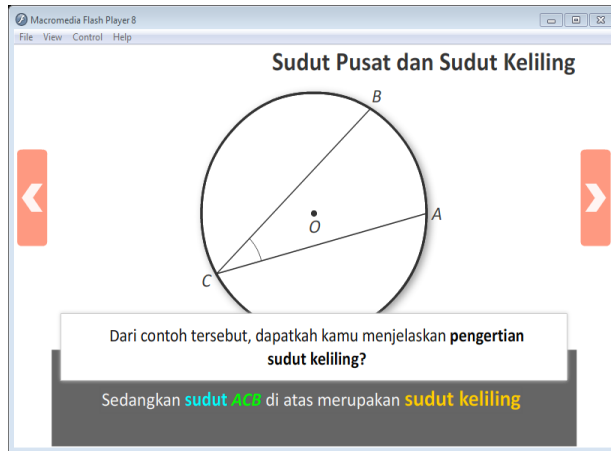 Macromedia Flash Player 8
File View Control Help
Sudut Pusat dan Sudut Keliling
B
A
O
C
Dari contoh tersebut, dapatkah kamu menjelaskan pengertian
sudut keliling?
Sedangkan sudut ACB di atas merupakan sudut keliling